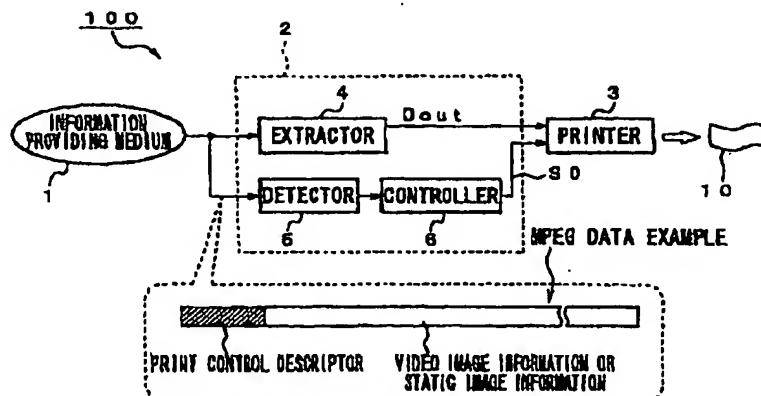 100
2
INFORMATION
PROVIDING MEDIUM
1
4
EXTRACTOR
Dout
3
PRINTER
10
S0
DETECTOR
5
CONTROLLER
6
MPEG DATA EXAMPLE
PRINT CONTROL DESCRIPTOR
VIDEO IMAGE INFORMATION OR
STATIC IMAGE INFORMATION